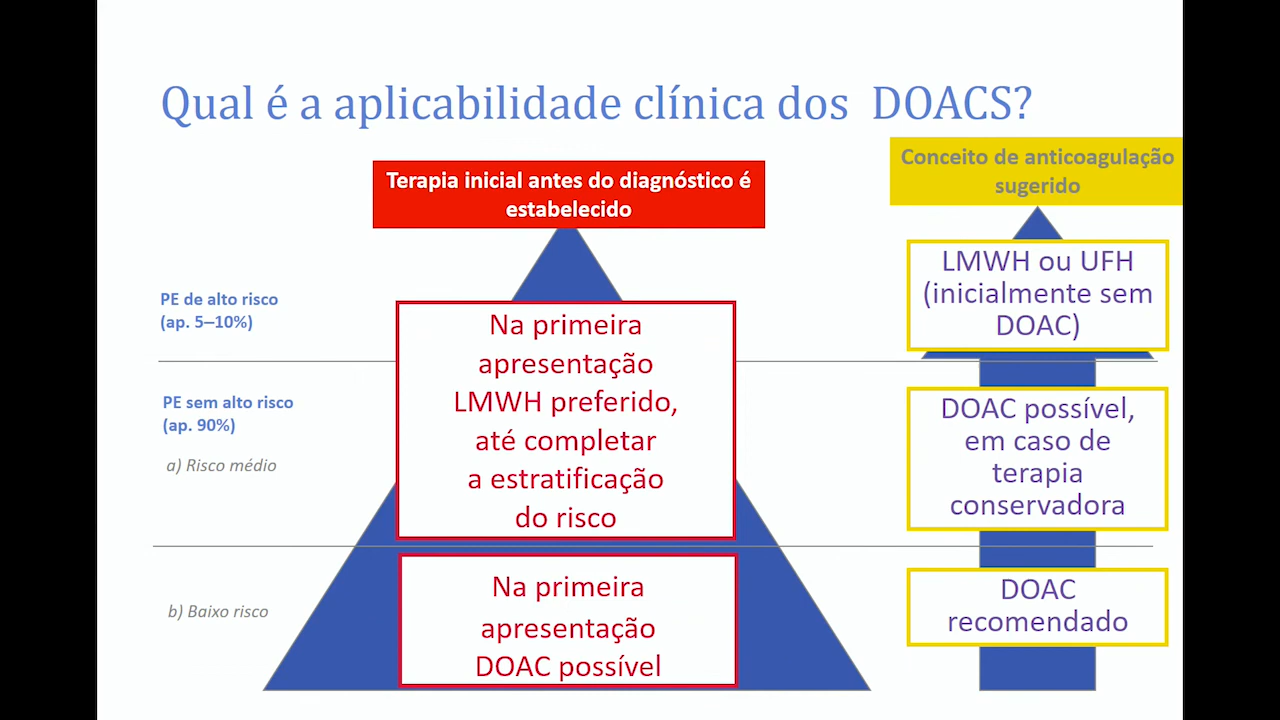 Qual é a aplicabilidade clínica dos DOACS?
Terapia inicial antes do diagnóstico é
estabelecido
Conceito de anticoagulação
sugerido
PE de alto risco
(ap. 5–10%)
Na primeira
apresentação
LMWH preferido,
até completar
a estratificação
do risco
LMWH ou UFH
(inicialmente sem
DOAC)
PE sem alto risco
(ap. 90%)
a) Risco médio
DOAC possível,
em caso de
terapia
conservadora
b) Baixo risco
Na primeira
apresentação
DOAC possível
DOAC
recomendado